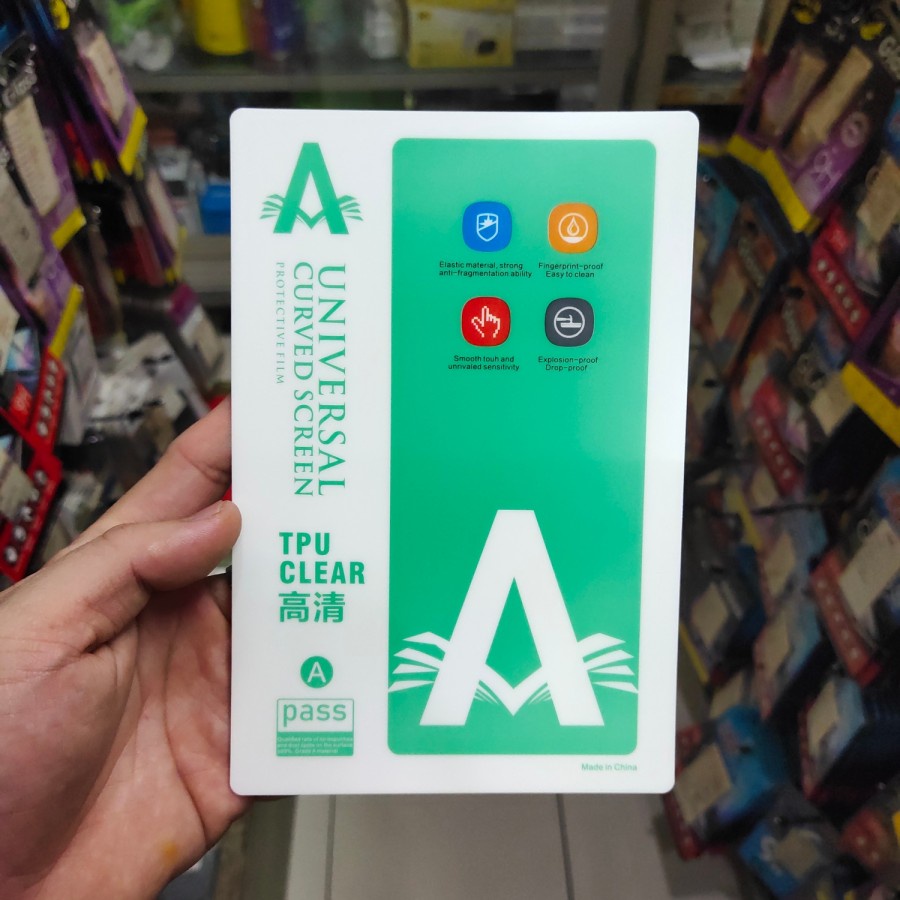 A
UNIVERSAL
CURVED SCREEN
PROTECTIVE FILM
TPU
CLEAR
高清
A
pass
Elastic material, strong
anti-fragmentation ability
Fingerprint-proof
Easy to clean
Smooth touh and
unrivaled sensitivity
Explosion-proof
Drop-proof
A
Made in China